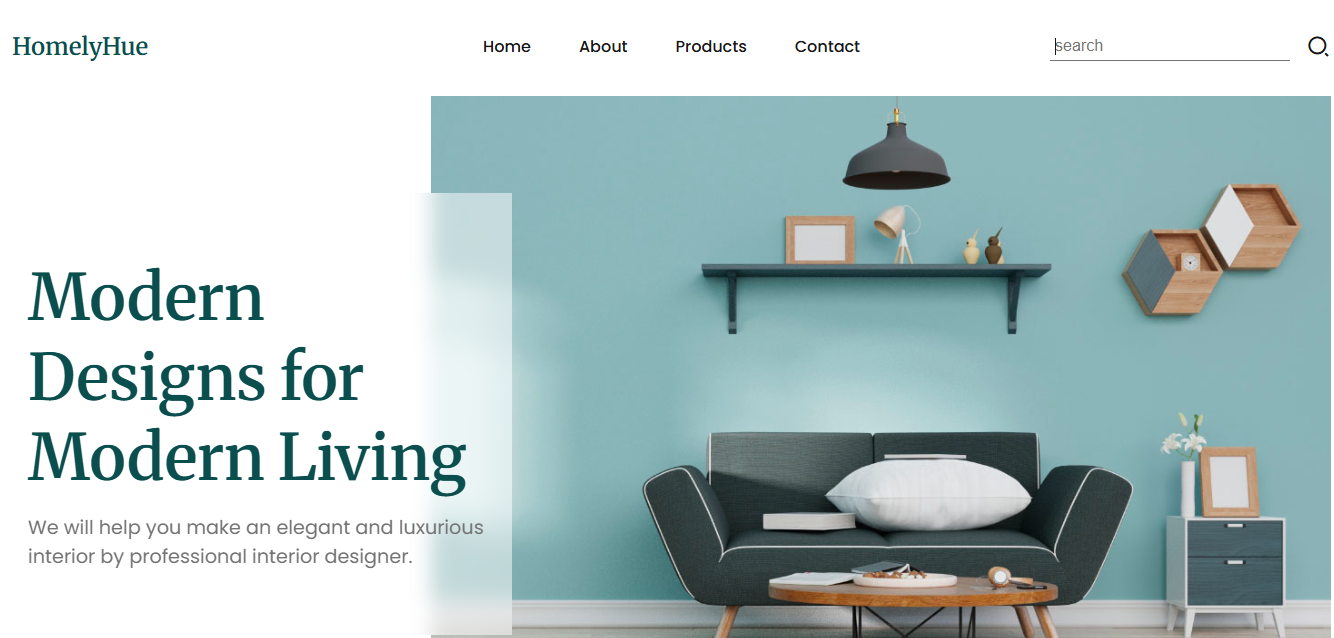 HomelyHue
Home About Products Contact
search
Modern
Designs for
Modern Living
We will help you make an elegant and luxurious
interior by professional interior designer.